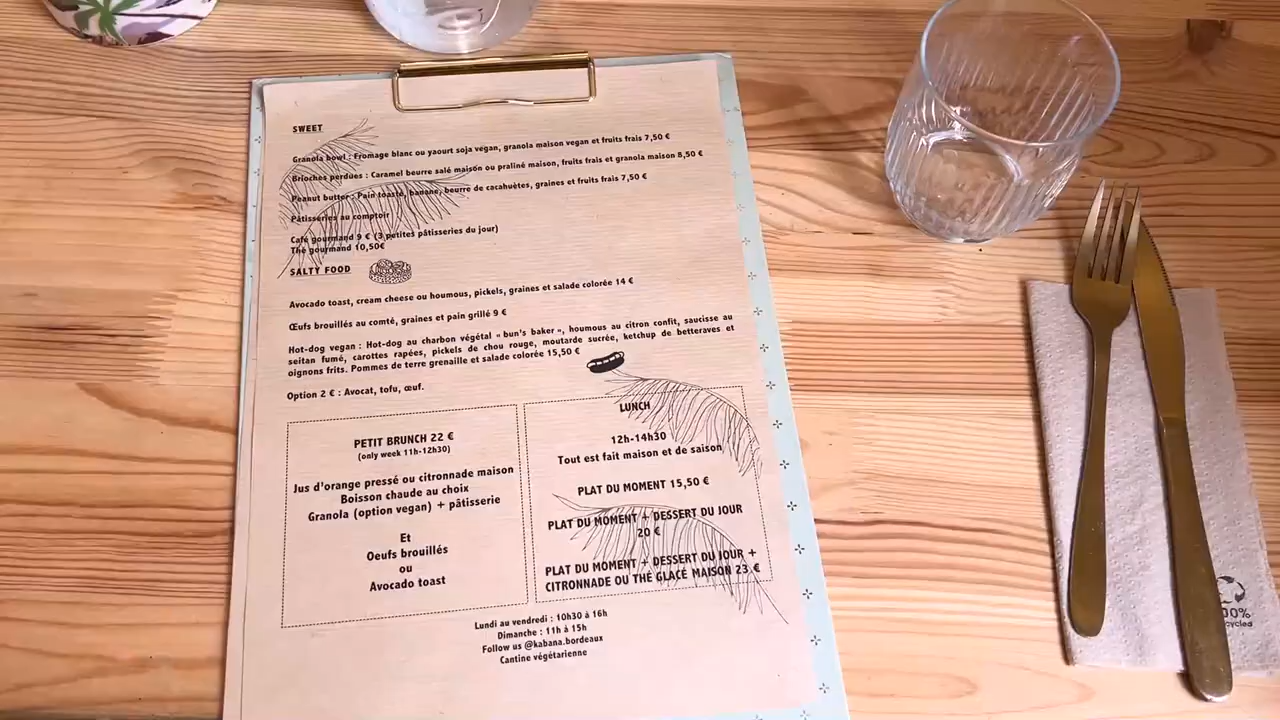 SWEET
Granola bowl : Fromage blanc ou yaourt soja vegan, granola maison vegan et fruits frais 7,50 €
Brioches perdues : Caramel beurre salé maison ou praliné maison, fruits frais et granola maison 8,50 €
Peanut butter : Pain toasté, banane, beurre de cacahuètes, graines et fruits frais 7,50 €
Pâtisseries au comptoir
Café gourmand 9 € (3 petites pâtisseries du jour)
Thé gourmand 10,50€
SALTY FOOD
Avocado toast, cream cheese ou houmous, pickels, graines et salade colorée 14 €
Œufs brouillés au comté, graines et pain grillé 9 €
Hot-dog vegan : Hot-dog au charbon végétal « bun's baker », houmous au citron confit, saucisse au
seitan fumé, carottes rapées, pickels de chou rouge, moutarde sucrée, ketchup de betteraves et
oignons frits. Pommes de terre grenaille et salade colorée 15,50 €
Option 2 € : Avocat, tofu, œuf.
PETIT BRUNCH 22 €
(only week 11h-12h30)
Jus d'orange pressé ou citronnade maison
Boisson chaude au choix
Granola (option vegan) + pâtisserie
Et
Oeufs brouillés
ou
Avocado toast
LUNCH
12h-14h30
Tout est fait maison et de saison
PLAT DU MOMENT 15,50 €
PLAT DU MOMENT + DESSERT DU JOUR
20 €
PLAT DU MOMENT + DESSERT DU JOUR +
CITRONNADE OU THÉ GLACÉ MAISON 23 €
Lundi au vendredi : 10h30 à 16h
Dimanche : 11h à 15h
Follow us @kabana.bordeaux
Cantine végétarienne
100%
recycled